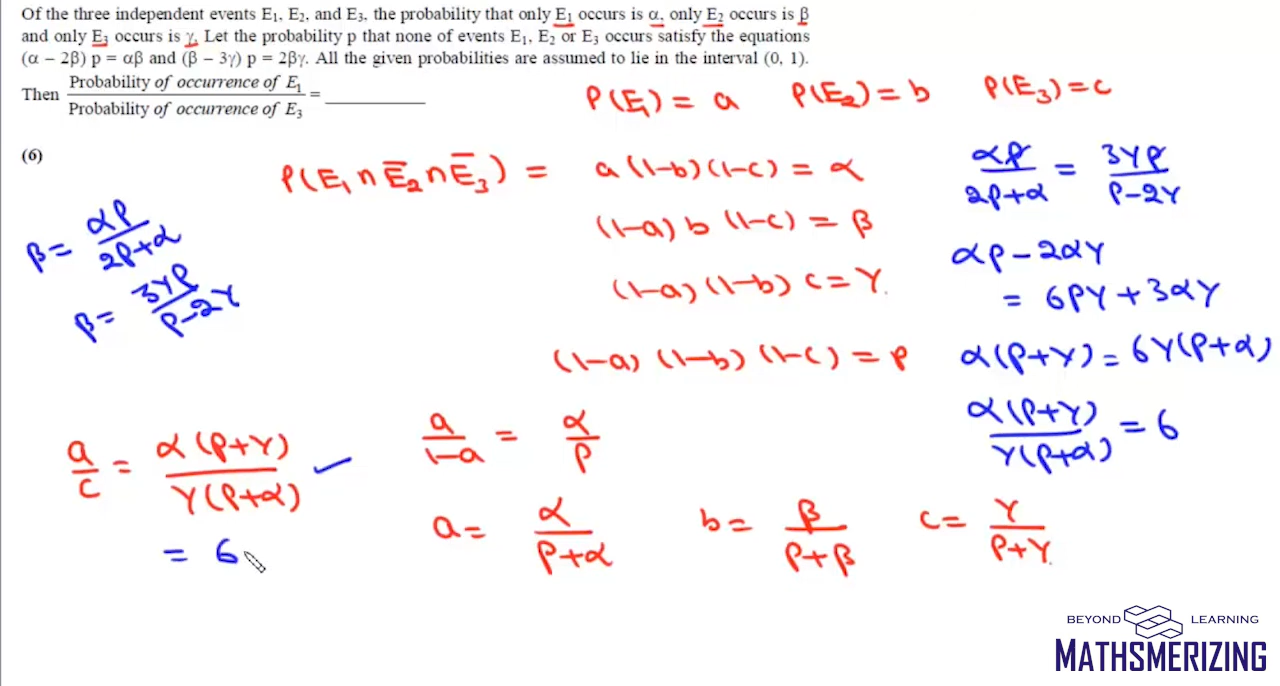 Of the three independent events E₁, E₂, and E₃, the probability that only E₁ occurs is α, only E₂ occurs is β
and only E₃ occurs is γ. Let the probability p that none of events E₁, E₂ or E₃ occurs satisfy the equations
(α − 2β) p = αβ and (β − 3γ) p = 2βγ. All the given probabilities are assumed to lie in the interval (0, 1).
Then Probability of occurrence of E₁ / Probability of occurrence of E₃ = ________
P(E₁) = a P(E₂) = b P(E₃) = c
(6)
P(E₁ ∩ E̅₂ ∩ E̅₃) = a (1-b) (1-c) = α
(1-a) b (1-c) = β
(1-a) (1-b) c = γ
(1-a) (1-b) (1-c) = P
β = αP / 2P+α
β = 3γP / P-2γ
αP / 2P+α = 3γP / P-2γ
αP - 2αγ
= 6Pγ + 3αγ
α(P+γ) = 6γ(P+α)
α(P+γ) / γ(P+α) = 6
a/c = α(P+γ) / γ(P+α) ✓
= 6
a / 1-a = α / P
a = α / P+α b = β / P+β c = γ / P+γ
BEYOND LEARNING
MATHSMERIZING